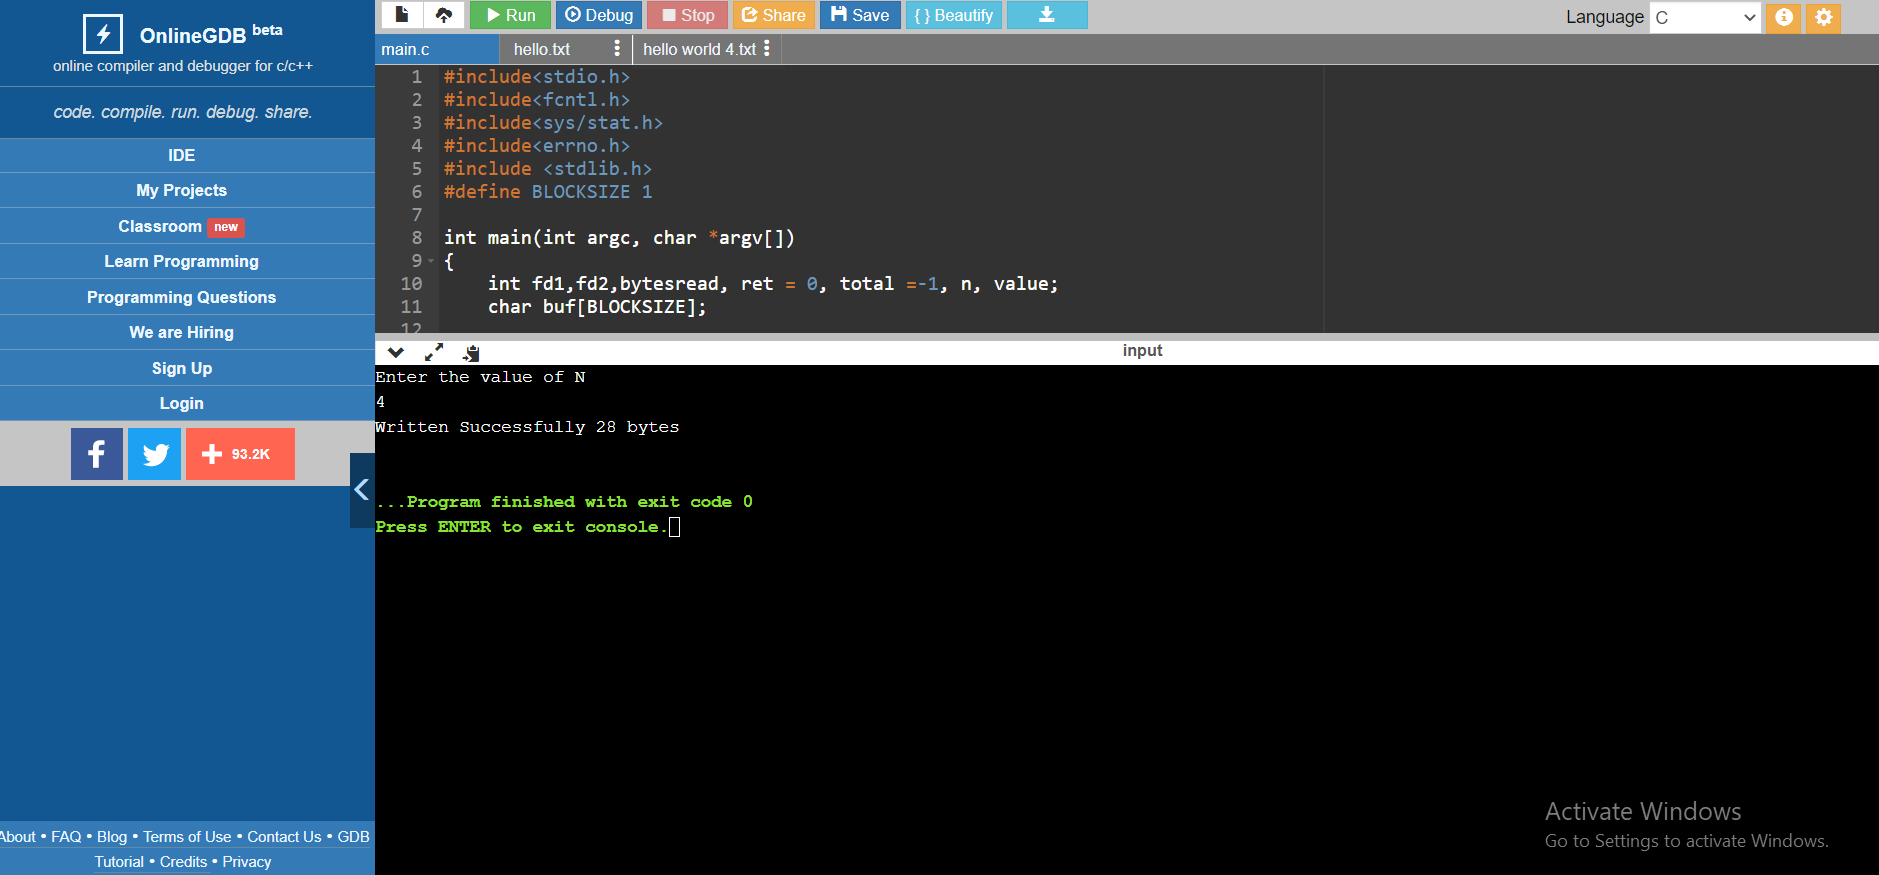 OnlineGDB beta
online compiler and debugger for c/c++
code. compile. run. debug. share.
IDE
My Projects
Classroom new
Learn Programming
Programming Questions
We are Hiring
Sign Up
Login
f
93.2K
About • FAQ • Blog • Terms of Use • Contact Us • GDB
Tutorial • Credits • Privacy
Run Debug Stop Share Save { } Beautify
Language C
main.c hello.txt hello world 4.txt
1 #include<stdio.h>
2 #include<fcntl.h>
3 #include<sys/stat.h>
4 #include<errno.h>
5 #include <stdlib.h>
6 #define BLOCKSIZE 1
7
8 int main(int argc, char *argv[])
9 {
10 int fd1,fd2,bytesread, ret = 0, total =-1, n, value;
11 char buf[BLOCKSIZE];
12
input
Enter the value of N
4
Written Successfully 28 bytes
...Program finished with exit code 0
Press ENTER to exit console.
Activate Windows
Go to Settings to activate Windows.